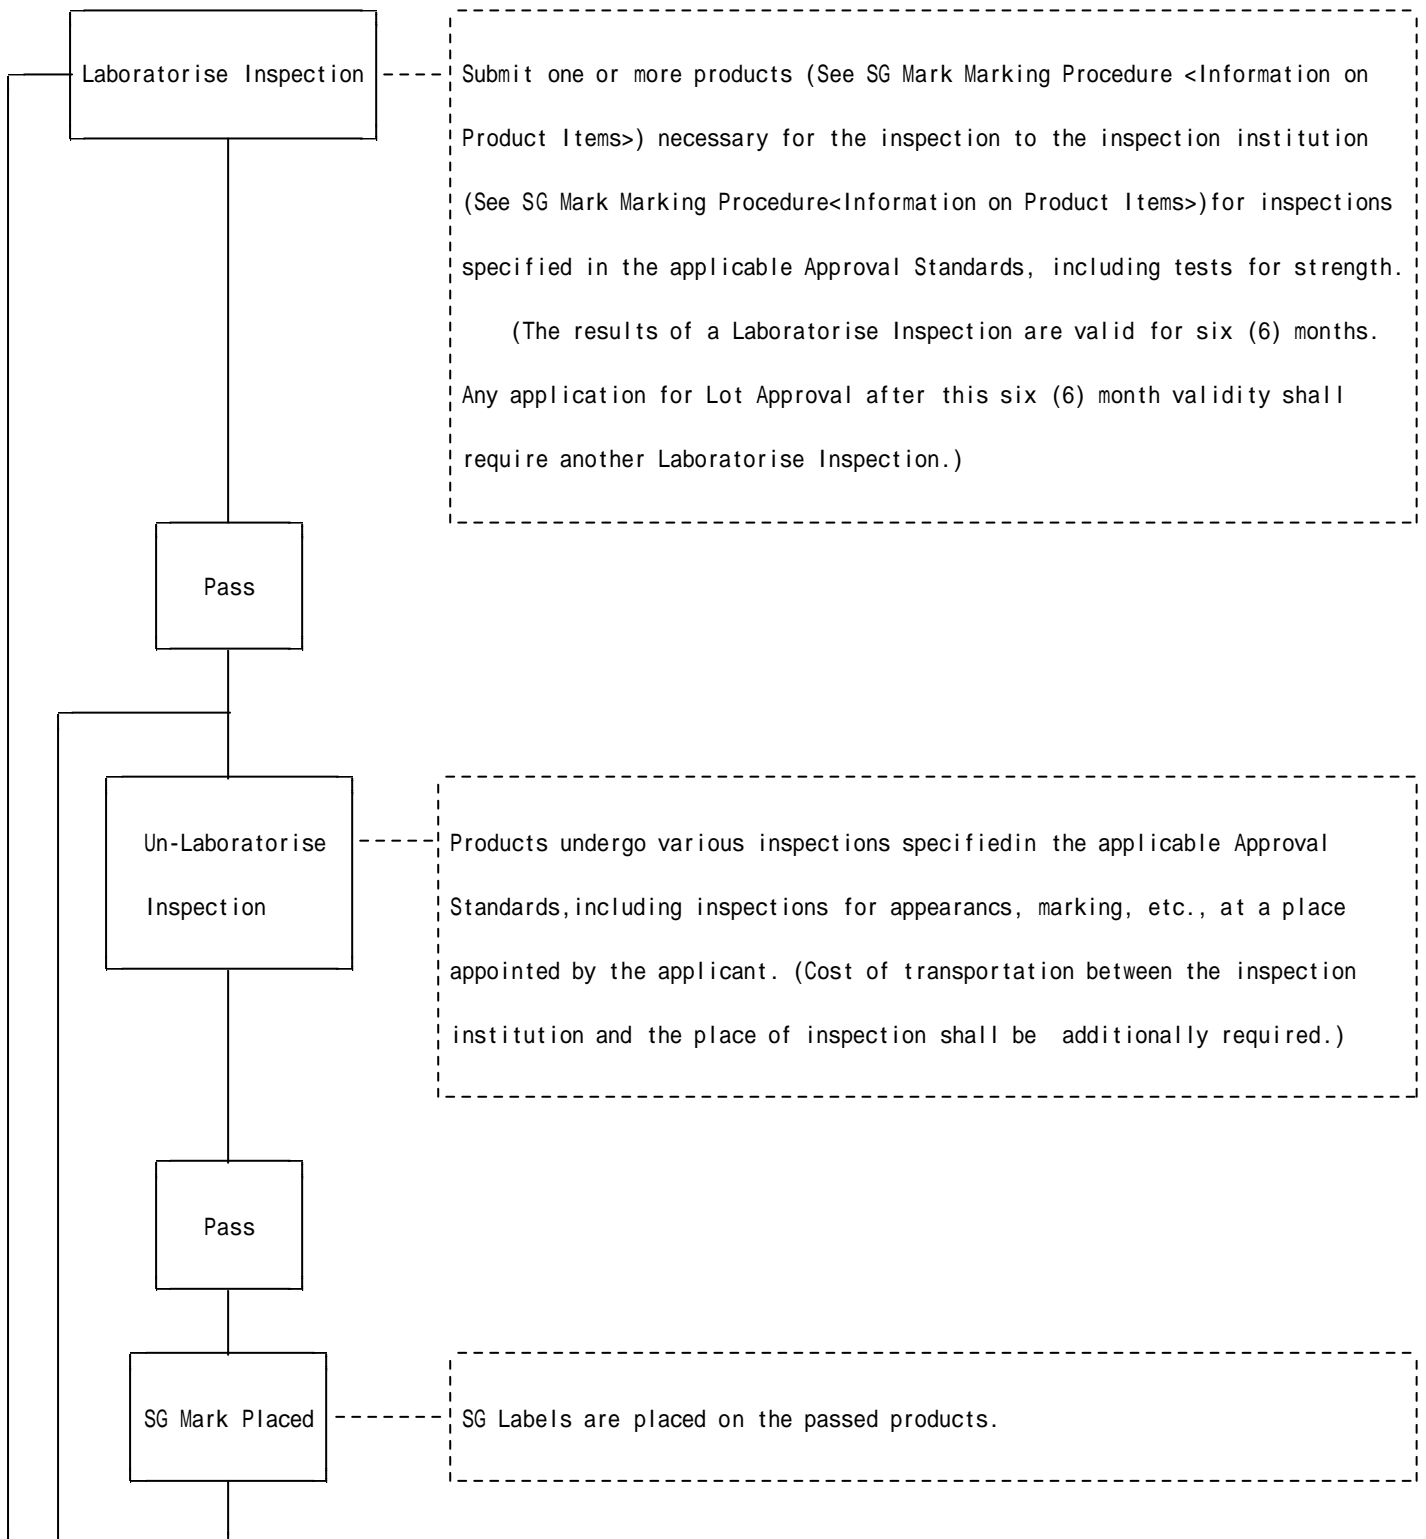 Laboratorise Inspection
Submit one or more products (See SG Mark Marking Procedure <Information on
Product Items>) necessary for the inspection to the inspection institution
(See SG Mark Marking Procedure<Information on Product Items>)for inspections
specified in the applicable Approval Standards, including tests for strength.
(The results of a Laboratorise Inspection are valid for six (6) months.
Any application for Lot Approval after this six (6) month validity shall
require another Laboratorise Inspection.)
Pass
Un-Laboratorise
Inspection
Products undergo various inspections specifiedin the applicable Approval
Standards,including inspections for appearancs, marking, etc., at a place
appointed by the applicant. (Cost of transportation between the inspection
institution and the place of inspection shall be additionally required.)
Pass
SG Mark Placed
SG Labels are placed on the passed products.